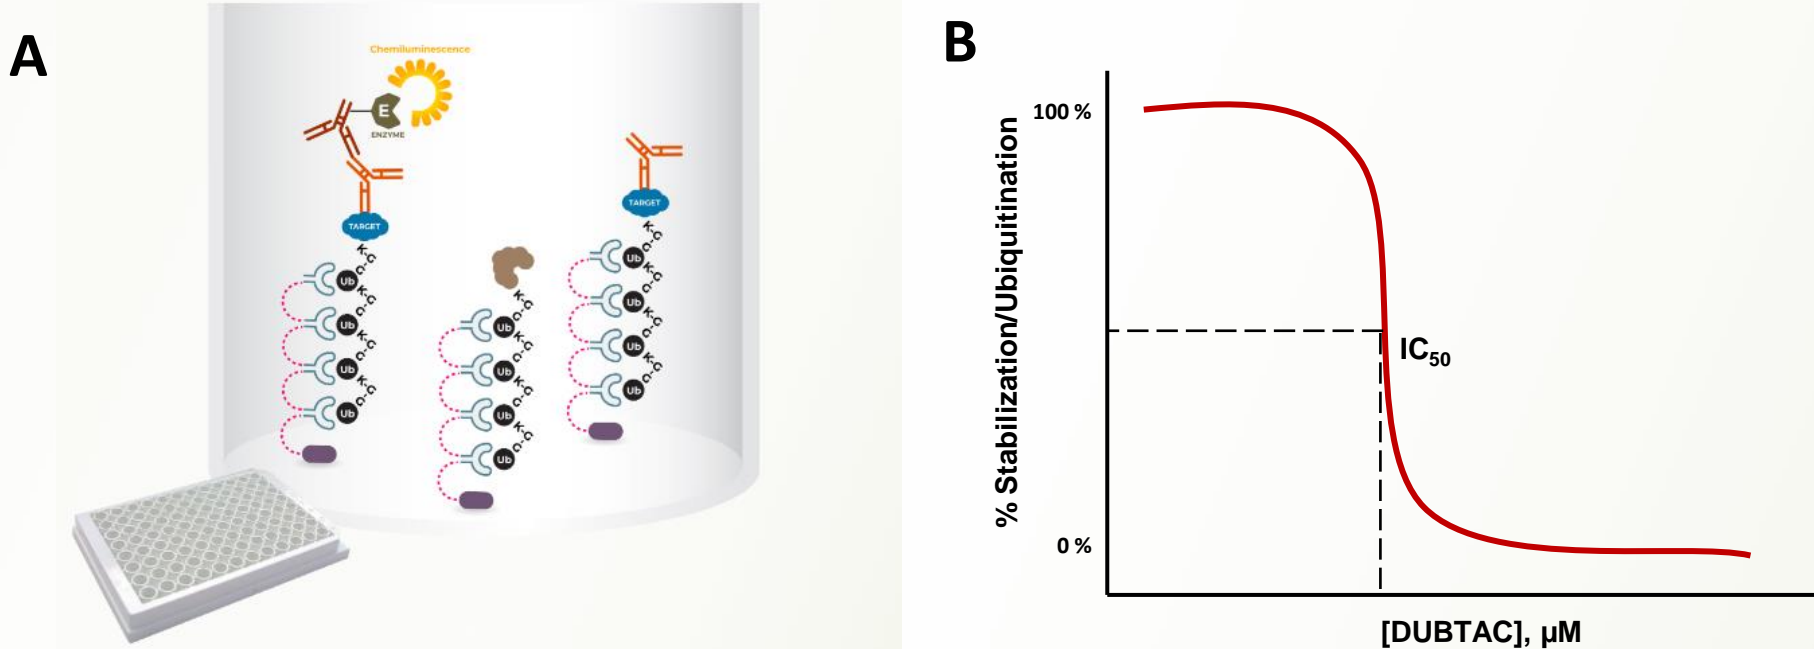 A
Chemiluminescence
E
ENZYME
TARGET
K-G
G-G
Ub
K-G
G-G
Ub
K-G
G-G
Ub
K-G
G-G
Ub
K-G
G-G
Ub
K-G
G-G
Ub
K-G
G-G
Ub
K-G
G-G
Ub
TARGET
K-G
G-G
Ub
K-G
G-G
Ub
K-G
G-G
Ub
K-G
G-G
Ub
B
% Stabilization/Ubiquitination
100 %
0 %
IC50
[DUBTAC], µM